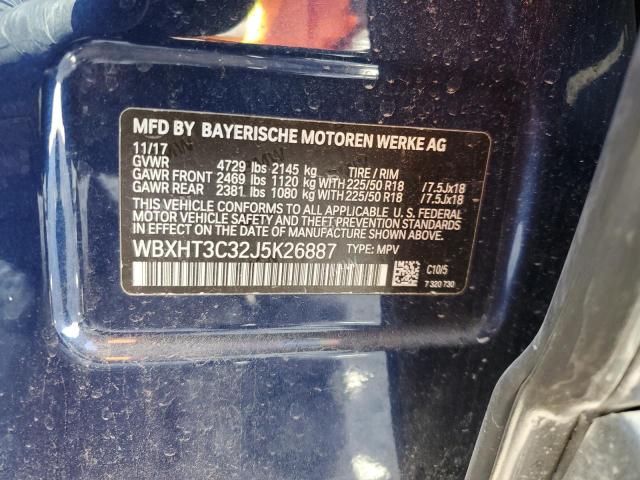 MFD BY BAYERISCHE MOTOREN WERKE AG
11/17
GVWR 4729 lbs 2145 kg TIRE / RIM
GAWR FRONT 2469 lbs 1120 kg WITH 225/50 R18 /7.5Jx18
GAWR REAR 2381 lbs 1080 kg WITH 225/50 R18 /7.5Jx18
THIS VEHICLE CONFORMS TO ALL APPLICABLE U.S. FEDERAL
MOTOR VEHICLE SAFETY, BUMPER, AND THEFT PREVENTION STANDARDS
IN EFFECT ON THE DATE OF MANUFACTURE SHOWN ABOVE.
WBXHT3C32J5K26887 TYPE: MPV
C10/5
7 320 730